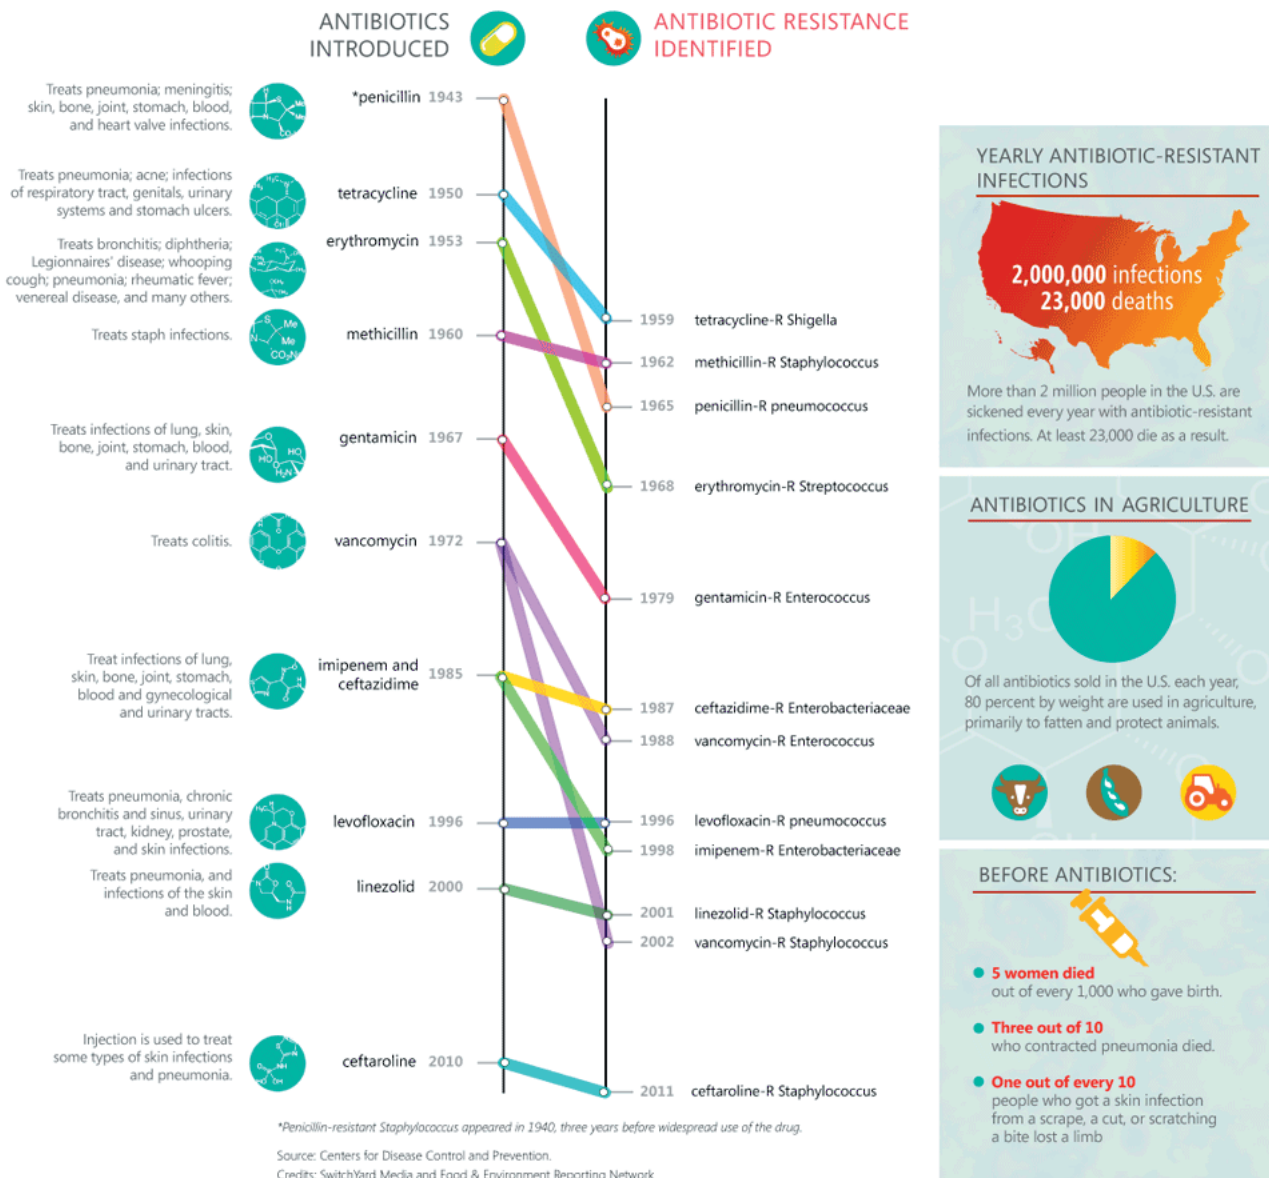 ANTIBIOTICS
INTRODUCED
ANTIBIOTIC RESISTANCE
IDENTIFIED
Treats pneumonia; meningitis;
skin, bone, joint, stomach, blood,
and heart valve infections.
*penicillin 1943
Treats pneumonia; acne; infections
of respiratory tract, genitals, urinary
systems and stomach ulcers.
tetracycline 1950
Treats bronchitis; diphtheria;
Legionnaires' disease; whooping
cough; pneumonia; rheumatic fever;
venereal disease, and many others.
erythromycin 1953
Treats staph infections.
methicillin 1960
Treats infections of lung, skin,
bone, joint, stomach, blood,
and urinary tract.
gentamicin 1967
Treats colitis.
vancomycin 1972
Treat infections of lung,
skin, bone, joint, stomach,
blood and gynecological
and urinary tracts.
imipenem and
ceftazidime 1985
Treats pneumonia, chronic
bronchitis and sinus, urinary
tract, kidney, prostate,
and skin infections.
levofloxacin 1996
Treats pneumonia, and
infections of the skin
and blood.
linezolid 2000
Injection is used to treat
some types of skin infections
and pneumonia.
ceftaroline 2010
1959 tetracycline-R Shigella
1962 methicillin-R Staphylococcus
1965 penicillin-R pneumococcus
1968 erythromycin-R Streptococcus
1979 gentamicin-R Enterococcus
1987 ceftazidime-R Enterobacteriaceae
1988 vancomycin-R Enterococcus
1996 levofloxacin-R pneumococcus
1998 imipenem-R Enterobacteriaceae
2001 linezolid-R Staphylococcus
2002 vancomycin-R Staphylococcus
2011 ceftaroline-R Staphylococcus
*Penicillin-resistant Staphylococcus appeared in 1940, three years before widespread use of the drug.
Source: Centers for Disease Control and Prevention.
Credits: SwitchYard Media and Food & Environment Reporting Network
YEARLY ANTIBIOTIC-RESISTANT
INFECTIONS
2,000,000 infections
23,000 deaths
More than 2 million people in the U.S. are
sickened every year with antibiotic-resistant
infections. At least 23,000 die as a result.
ANTIBIOTICS IN AGRICULTURE
Of all antibiotics sold in the U.S. each year,
80 percent by weight are used in agriculture,
primarily to fatten and protect animals.
BEFORE ANTIBIOTICS:
5 women died
out of every 1,000 who gave birth.
Three out of 10
who contracted pneumonia died.
One out of every 10
people who got a skin infection
from a scrape, a cut, or scratching
a bite lost a limb